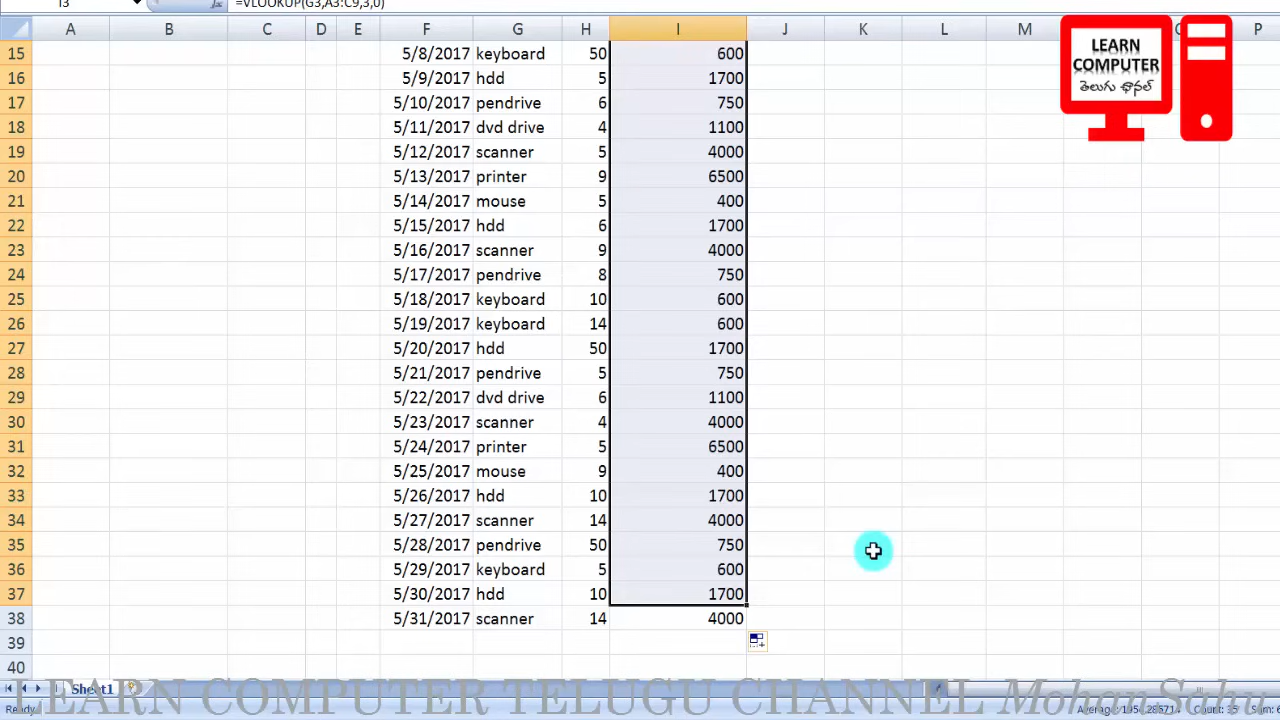 I3 =VLOOKUP(G3,A3:C9,3,0)
A B C D E F G H I J K L M P
15 5/8/2017 keyboard 50 600
16 5/9/2017 hdd 5 1700
17 5/10/2017 pendrive 6 750
18 5/11/2017 dvd drive 4 1100
19 5/12/2017 scanner 5 4000
20 5/13/2017 printer 9 6500
21 5/14/2017 mouse 5 400
22 5/15/2017 hdd 6 1700
23 5/16/2017 scanner 9 4000
24 5/17/2017 pendrive 8 750
25 5/18/2017 keyboard 10 600
26 5/19/2017 keyboard 14 600
27 5/20/2017 hdd 50 1700
28 5/21/2017 pendrive 5 750
29 5/22/2017 dvd drive 6 1100
30 5/23/2017 scanner 4 4000
31 5/24/2017 printer 5 6500
32 5/25/2017 mouse 9 400
33 5/26/2017 hdd 10 1700
34 5/27/2017 scanner 14 4000
35 5/28/2017 pendrive 50 750
36 5/29/2017 keyboard 5 600
37 5/30/2017 hdd 10 1700
38 5/31/2017 scanner 14 4000
39
40
LEARN
COMPUTER
తెలుగు ఛానల్
Sheet1
LEARN COMPUTER TELUGU CHANNEL MohanSahu
Ready Count: 35 Sum: